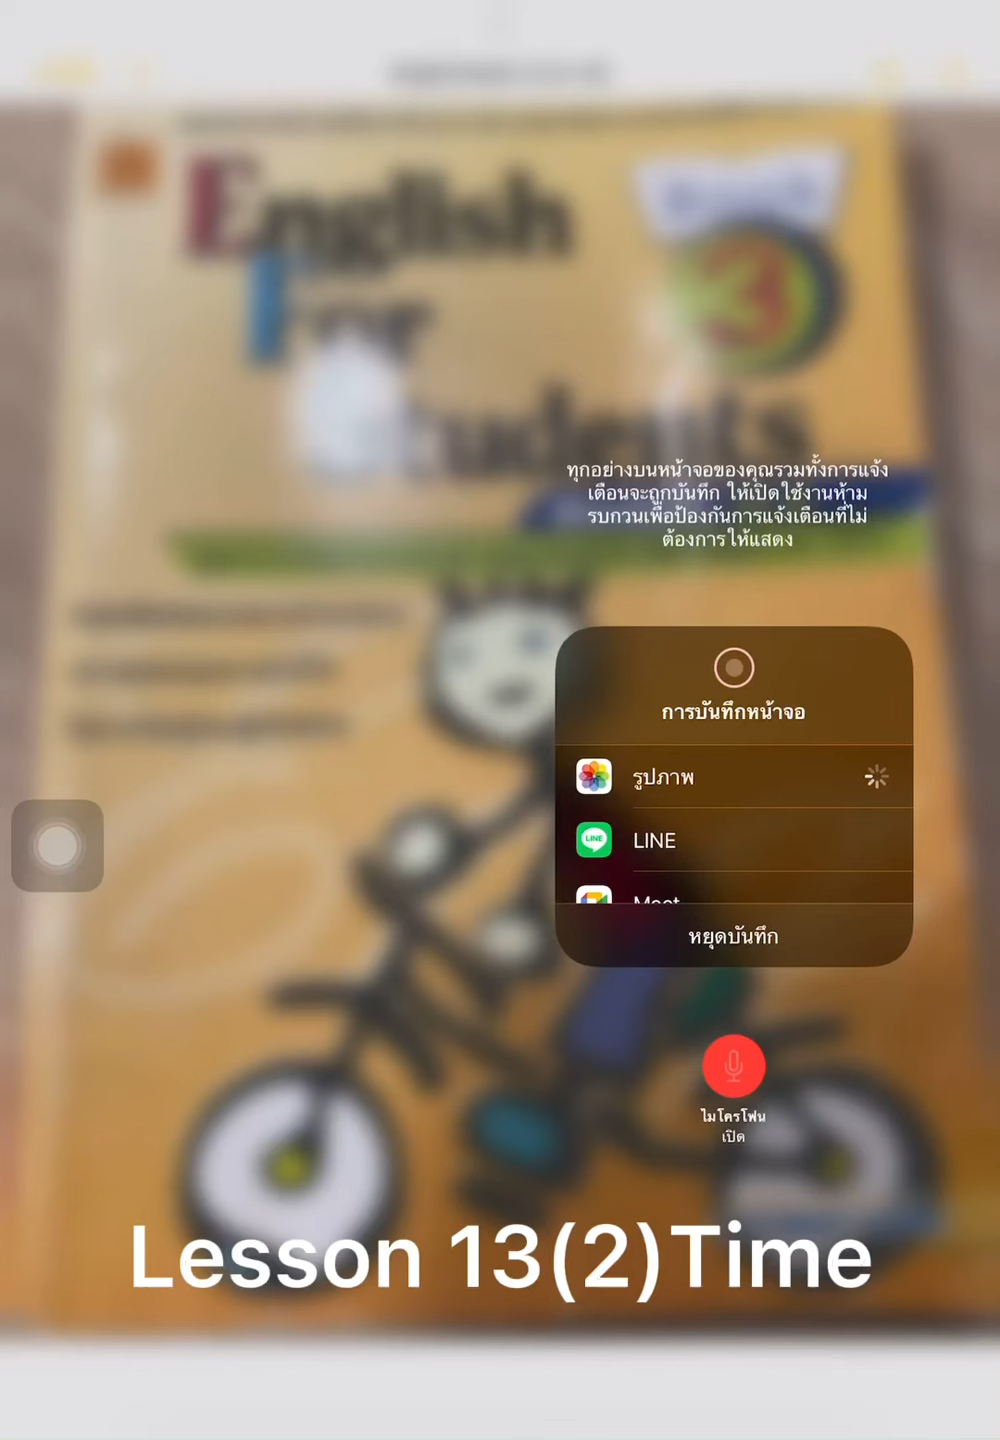 English
For
Students
3
ทุกอย่างบนหน้าจอของคุณรวมทั้งการแจ้ง
เตือนจะถูกบันทึก ให้เปิดใช้งานห้าม
รบกวนเพื่อป้องกันการแจ้งเตือนที่ไม่
ต้องการให้แสดง
การบันทึกหน้าจอ
รูปภาพ
LINE
LINE
Meet
หยุดบันทึก
ไมโครโฟน
เปิด
Lesson 13(2)Time